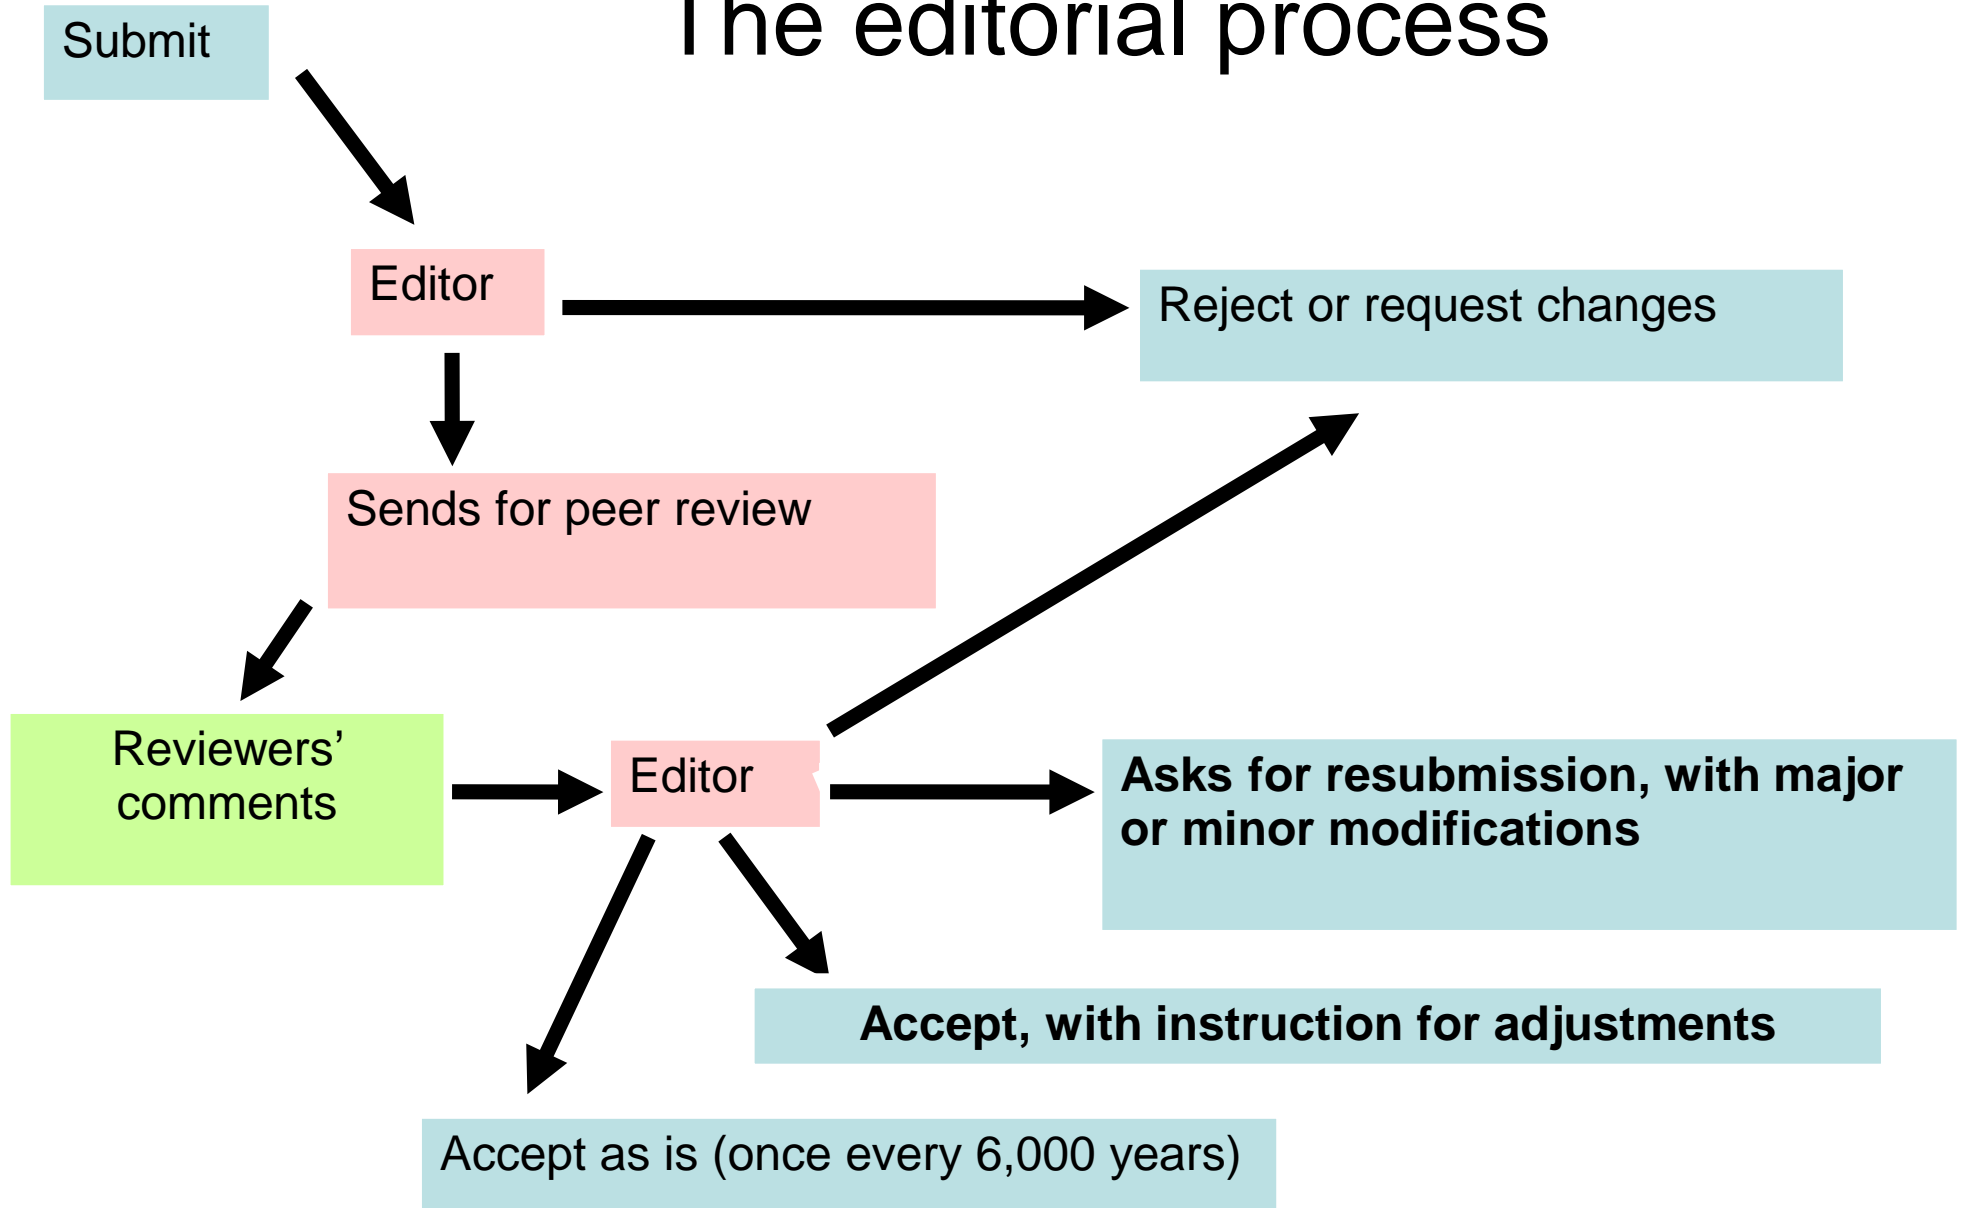 The editorial process
Submit
Editor
Reject or request changes
Sends for peer review
Reviewers’
comments
Editor
Asks for resubmission, with major
or minor modifications
Accept, with instruction for adjustments
Accept as is (once every 6,000 years)